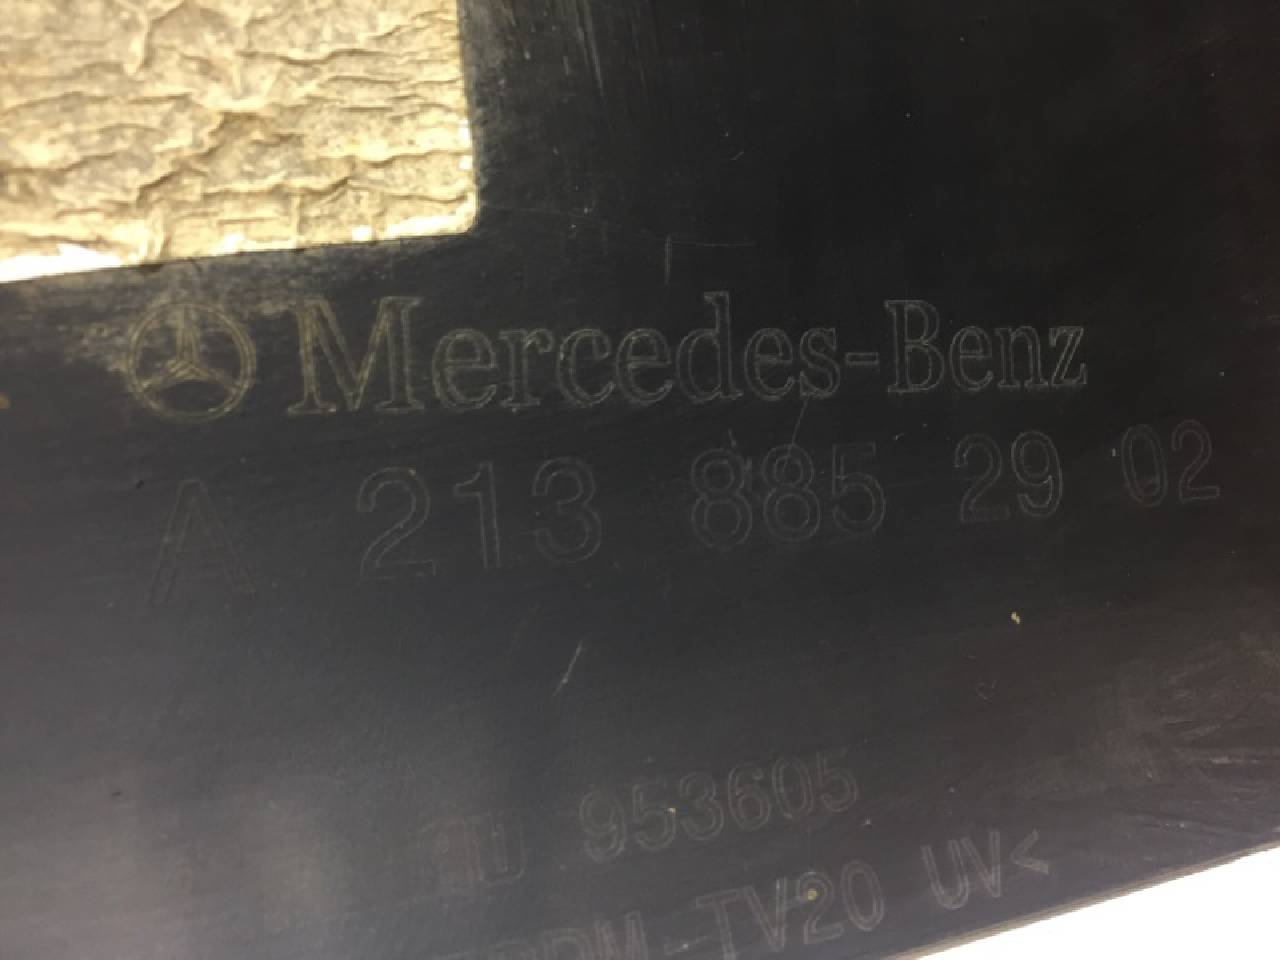 Mercedes-Benz
A 213 885 29 02
953605
-TV20 UV<